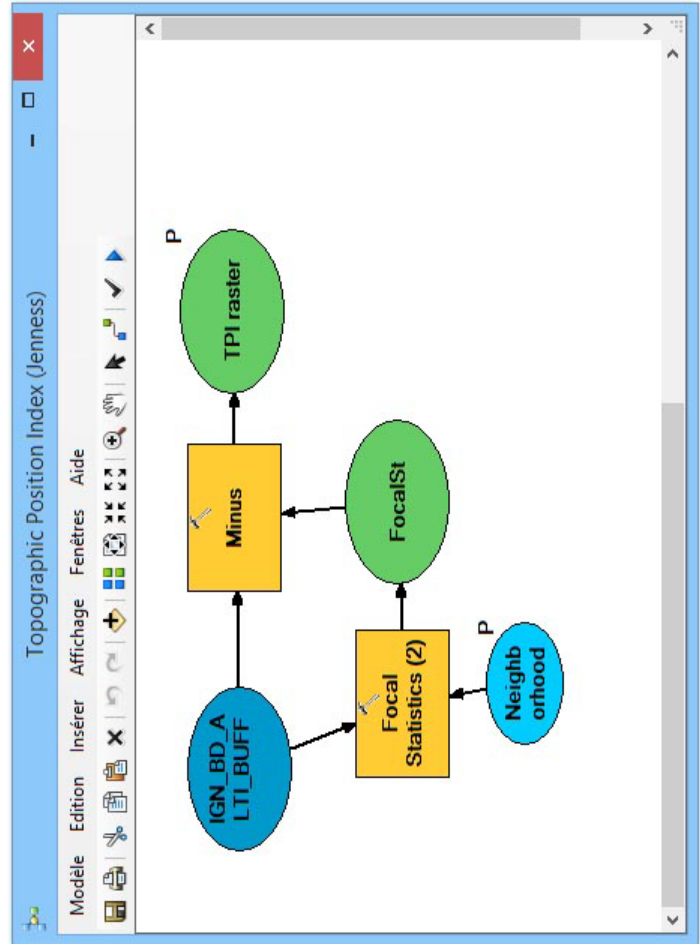 Topographic Position Index (Jenness)
Modèle Edition Insérer Affichage Fenêtres Aide
IGN_BD_A
LTI_BUFF
Minus
TPI raster
P
Focal
Statistics (2)
FocalSt
Neighb
orhood
P